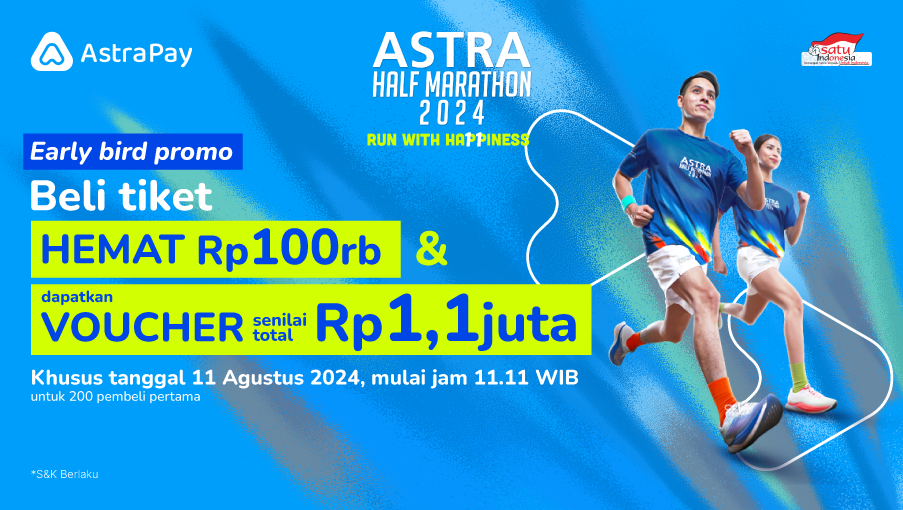 AstraPay
ASTRA
HALF MARATHON
2024
RUN WITH HAPPINESS
satu
Indonesia
Early bird promo
Beli tiket
HEMAT Rp100rb &
dapatkan
VOUCHER senilai total Rp1,1juta
Khusus tanggal 11 Agustus 2024, mulai jam 11.11 WIB
untuk 200 pembeli pertama
*S&K Berlaku
ASTRA
HALF MARATHON